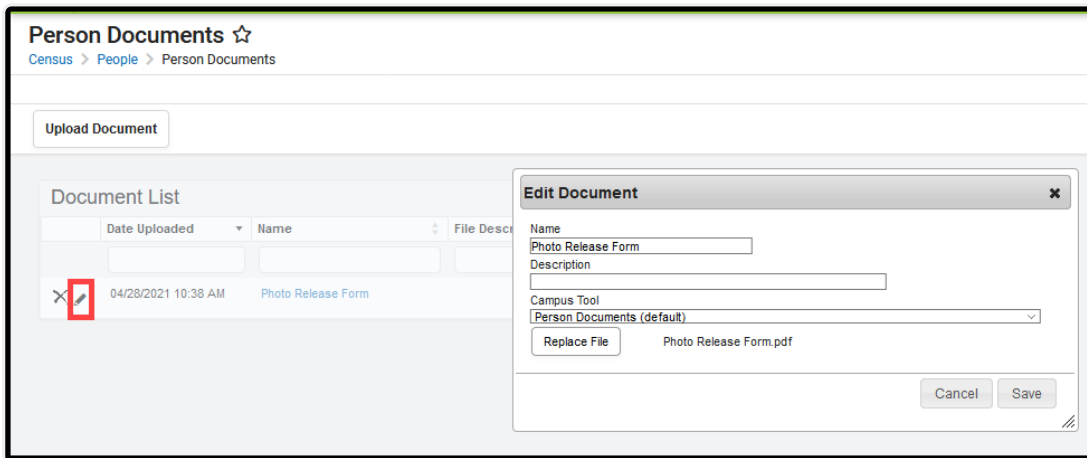 Person Documents
Census > People > Person Documents
Upload Document
Document List
Date Uploaded Name File Descr
04/28/2021 10:38 AM Photo Release Form
Edit Document
Name
Photo Release Form
Description
Campus Tool
Person Documents (default)
Replace File Photo Release Form.pdf
Cancel Save